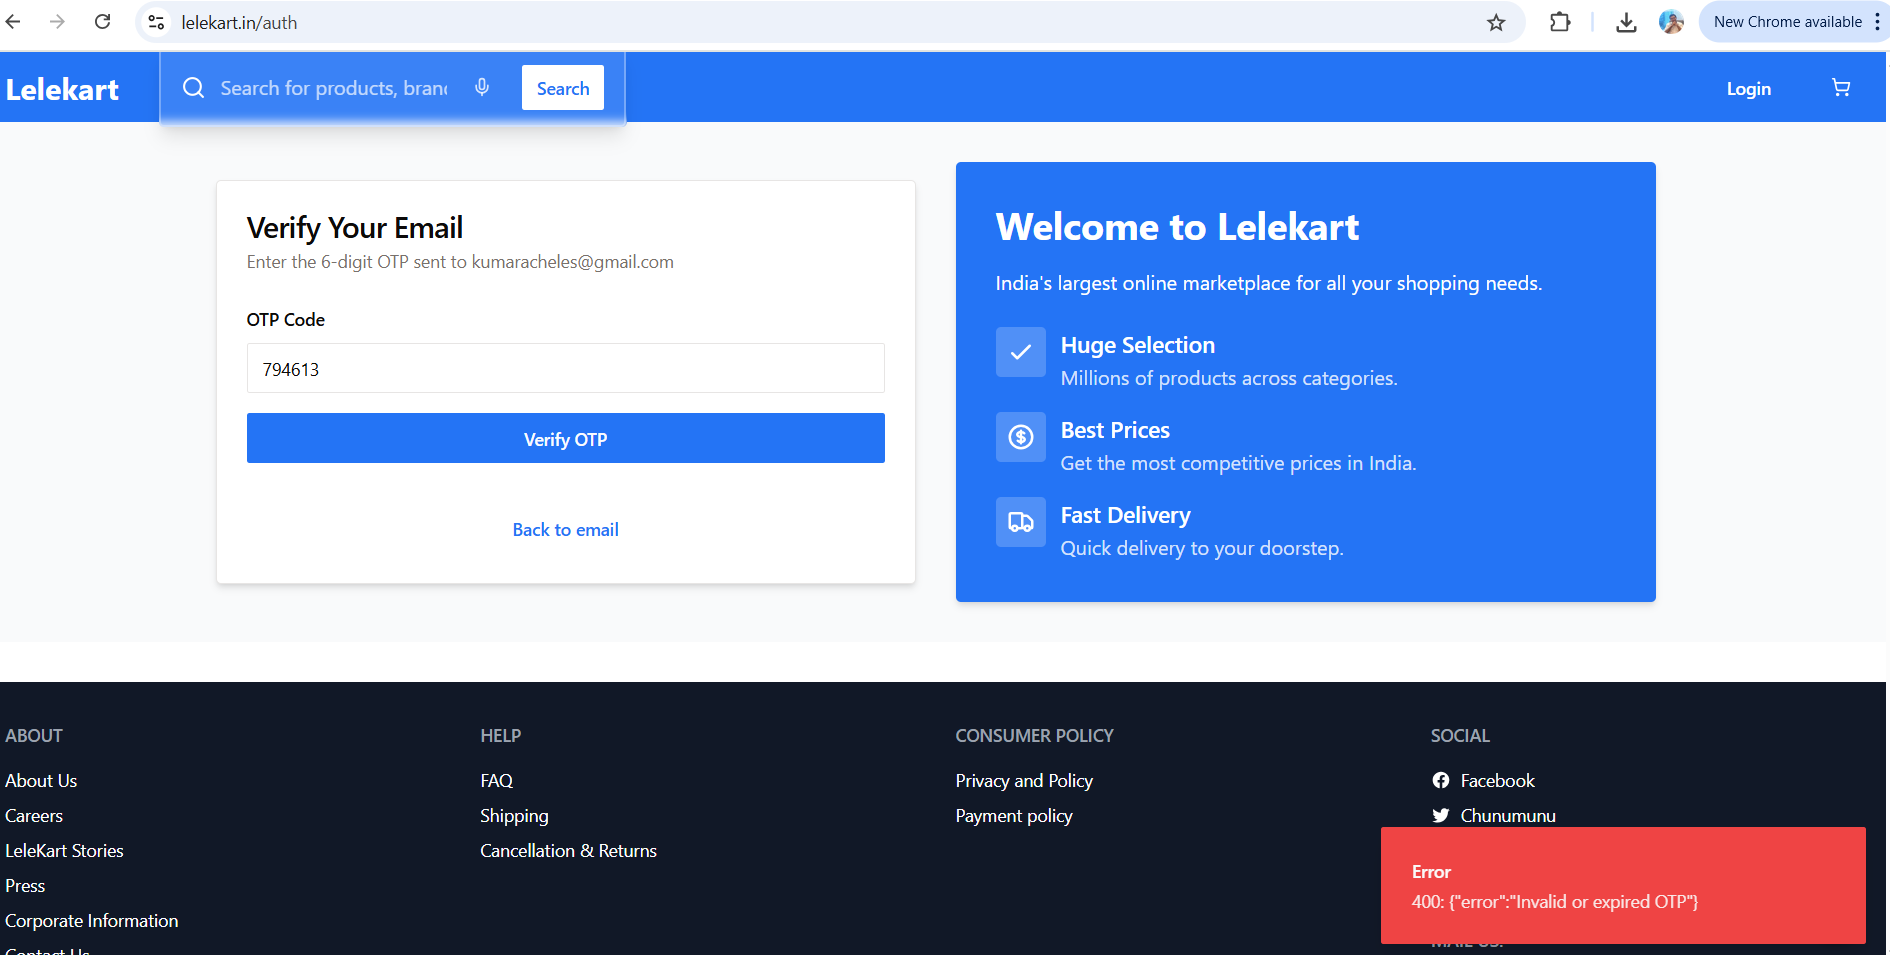 lelekart.in/auth
New Chrome available
Lelekart
Search for products, bran
Search
Login
Verify Your Email
Enter the 6-digit OTP sent to kumaracheles@gmail.com
OTP Code
794613
Verify OTP
Back to email
Welcome to Lelekart
India's largest online marketplace for all your shopping needs.
Huge Selection
Millions of products across categories.
Best Prices
Get the most competitive prices in India.
Fast Delivery
Quick delivery to your doorstep.
ABOUT
About Us
Careers
LeleKart Stories
Press
Corporate Information
Contact Us
HELP
FAQ
Shipping
Cancellation & Returns
CONSUMER POLICY
Privacy and Policy
Payment policy
SOCIAL
Facebook
Chunumunu
Error
400: {"error":"Invalid or expired OTP"}
MAIL US: